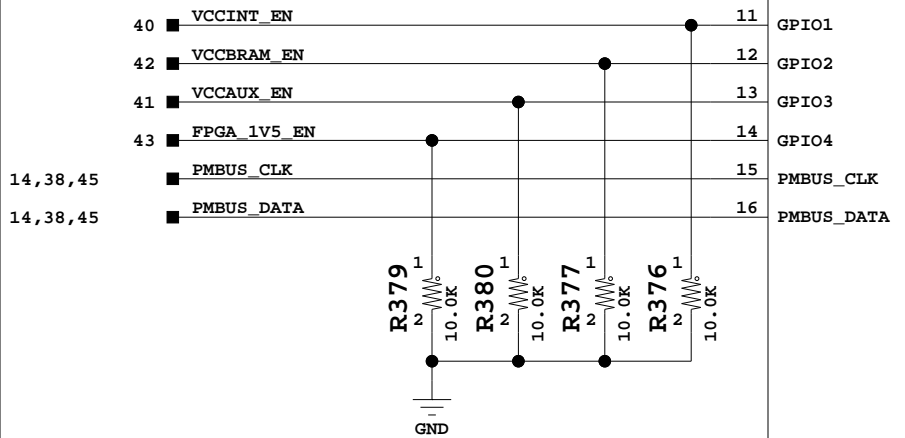 40 VCCINT_EN 11 GPIO1
42 VCCBRAM_EN 12 GPIO2
41 VCCAUX_EN 13 GPIO3
43 FPGA_1V5_EN 14 GPIO4
14,38,45 PMBUS_CLK 15 PMBUS_CLK
14,38,45 PMBUS_DATA 16 PMBUS_DATA
R379 1 2 10.0K
R380 1 2 10.0K
R377 1 2 10.0K
R376 1 2 10.0K
GND